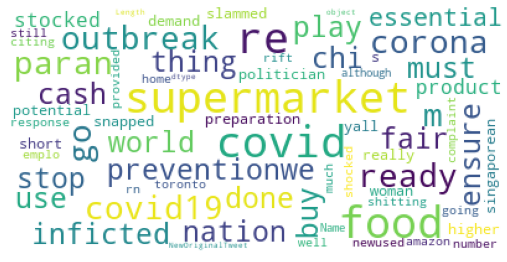 Length object
stocked demand slammed play essential
still outbreak re corona
citing rift
paran provided thing chi s although must
home dtype politician
cash supermarket product
potential snapped preparation m
response yall complaint
go world covid fair ensure
short toronto really
emplo stop rn preventionwe shocked ready singaporean
much woman
use done buy shitting going
covid19 food higher
inficted nation Name newused amazon number
NewOriginalTweet well